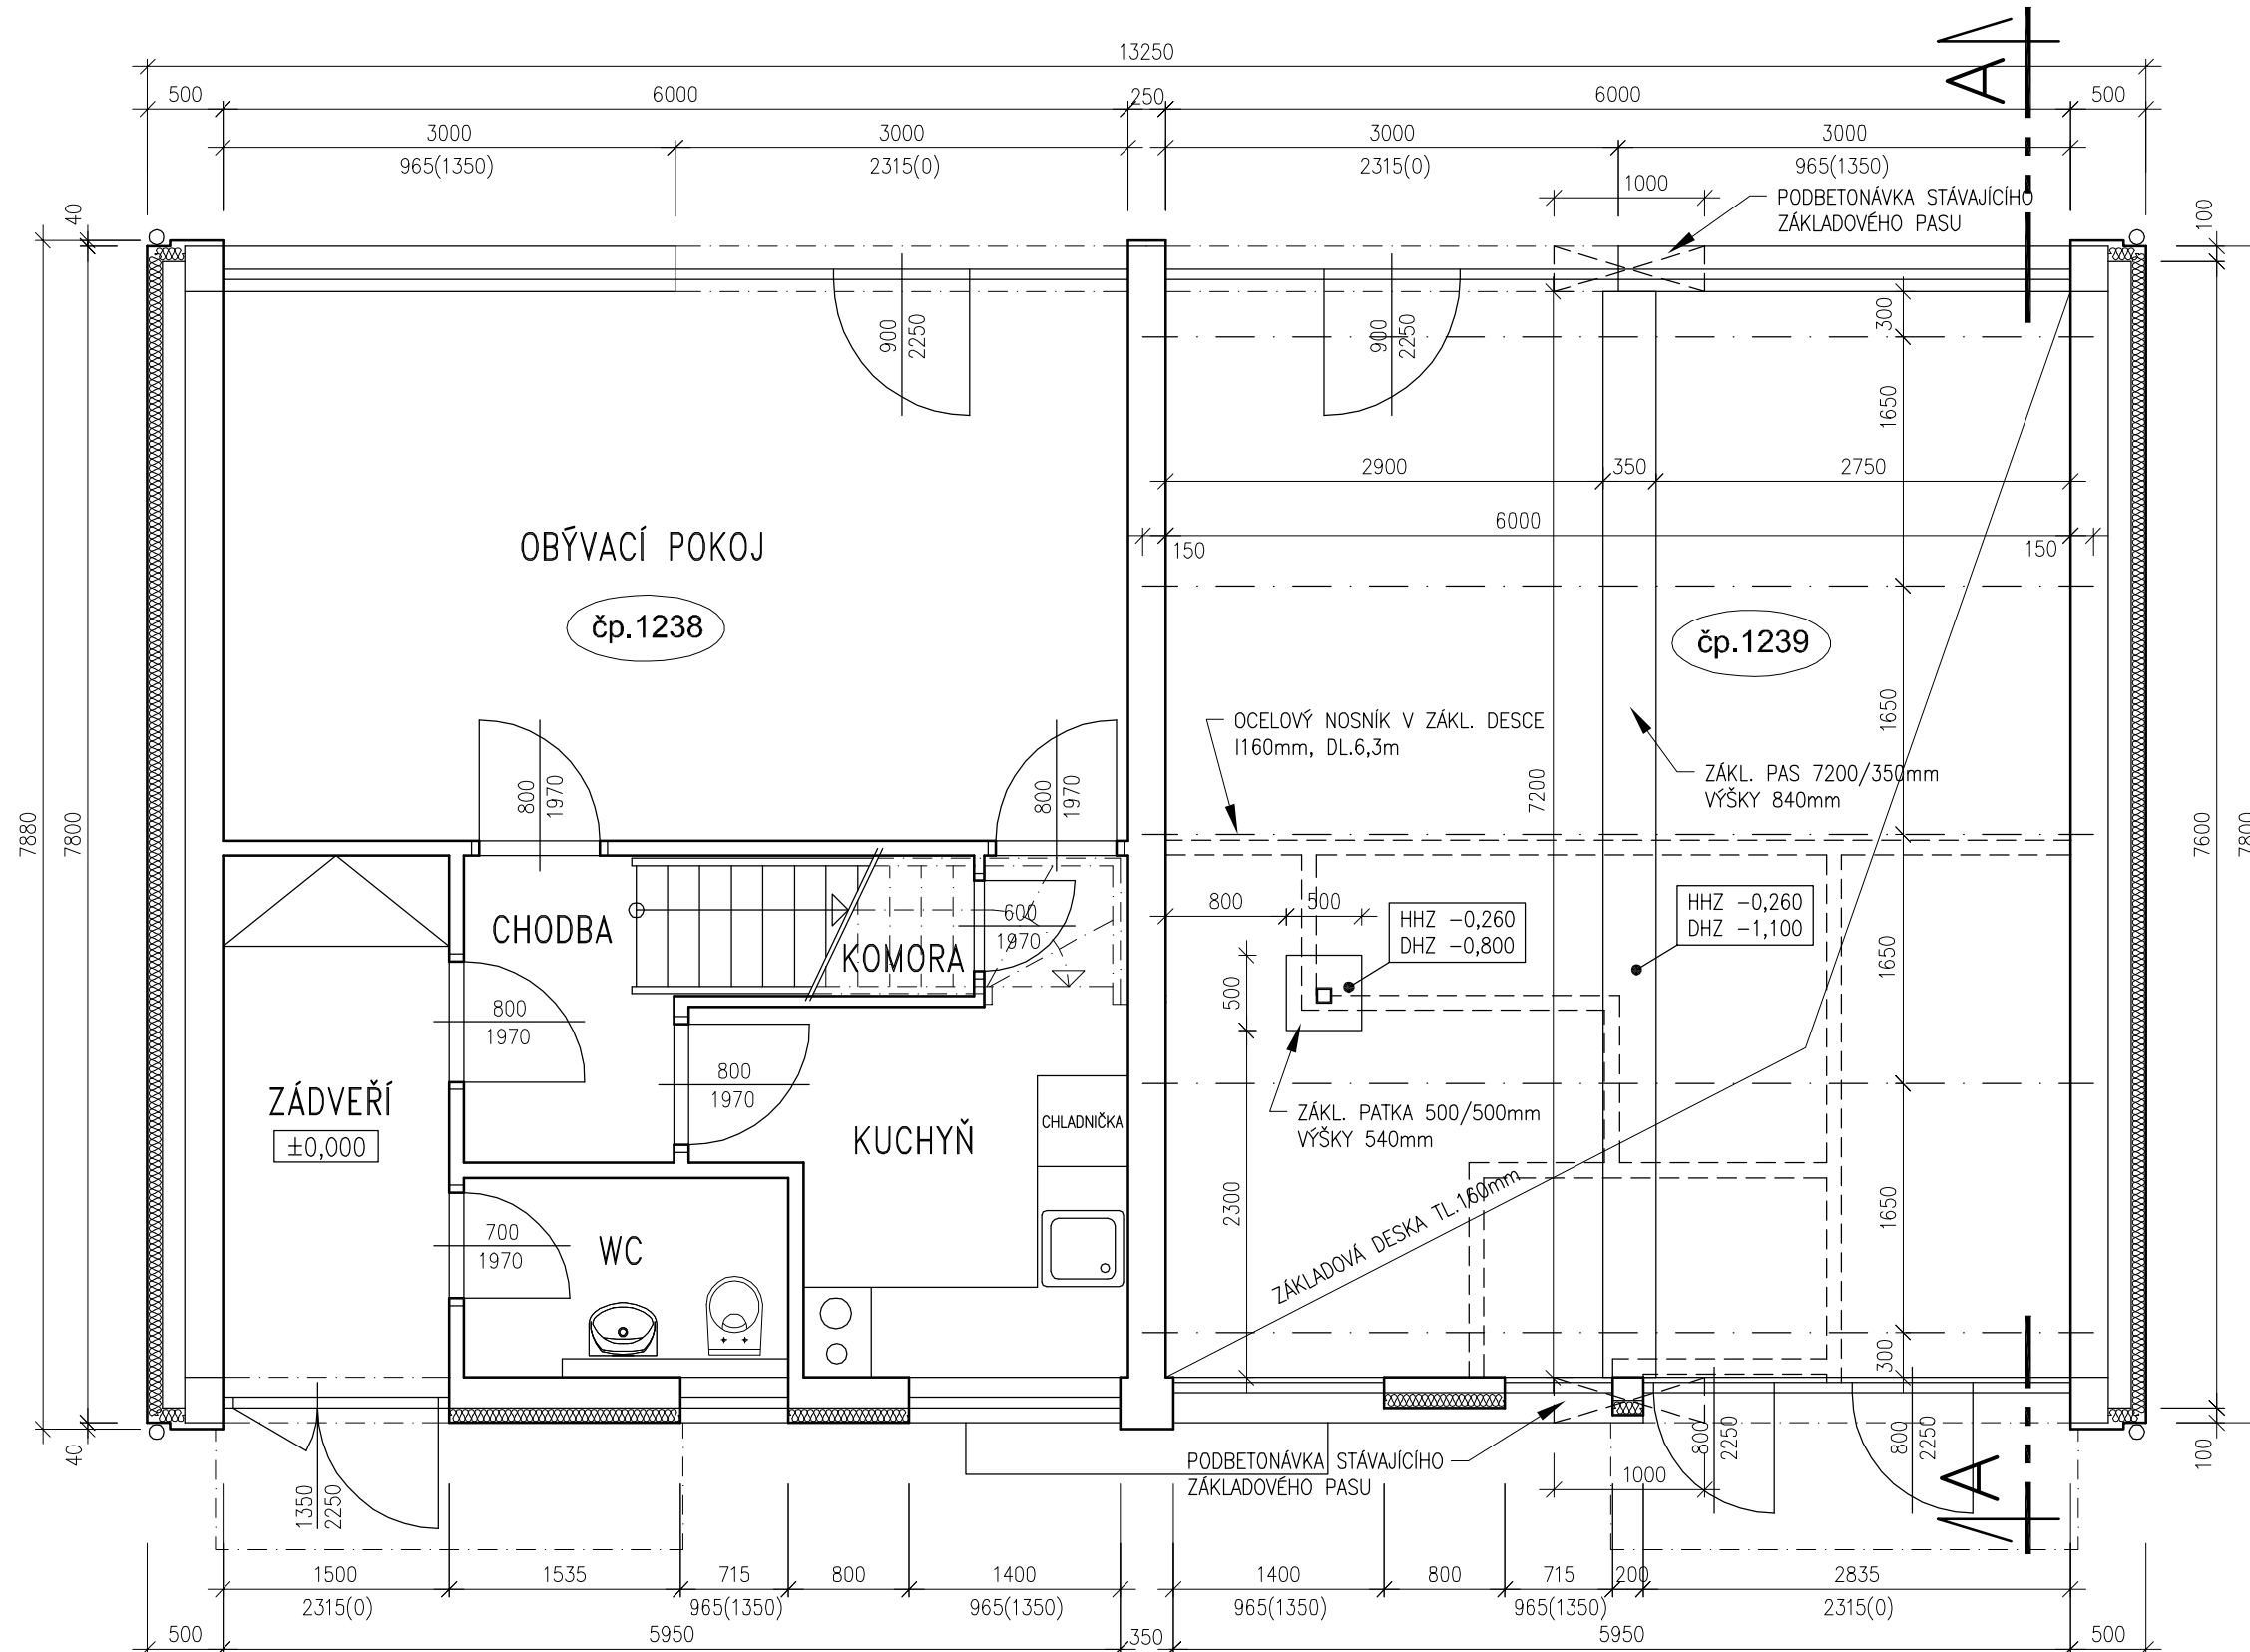 13250
500 6000 250 6000 500
3000 3000 3000 3000
965(1350) 2315(0) 2315(0) 965(1350)
1000
PODBETONÁVKA STÁVAJÍCÍHO
ZÁKLADOVÉHO PASU
A
40
100
7880
7800
7600
7800
900
2250
900
2250
300
1650
2900 350 2750
6000
150 150
OBÝVACÍ POKOJ
čp.1238
čp.1239
1650
OCELOVÝ NOSNÍK V ZÁKL. DESCE
I160mm, DL.6,3m
ZÁKL. PAS 7200/350mm
VÝŠKY 840mm
7200
800
1970
800
1970
800 500
HHZ -0,260
DHZ -0,800
HHZ -0,260
DHZ -1,100
CHODBA
KOMORA
600
1970
500
1650
800
1970
800
1970
ZÁDVEŘÍ
±0,000
KUCHYŇ
CHLADNIČKA
ZÁKL. PATKA 500/500mm
VÝŠKY 540mm
2300
ZÁKLADOVÁ DESKA TL.160mm
1650
700
1970
WC
300
40
100
PODBETONÁVKA STÁVAJÍCÍHO
ZÁKLADOVÉHO PASU
1000
800
2250
800
2250
A
1350
2250
1500 1535 715 800 1400 1400 800 715 200 2835
2315(0) 965(1350) 965(1350) 965(1350) 965(1350) 2315(0)
500 5950 350 5950 500